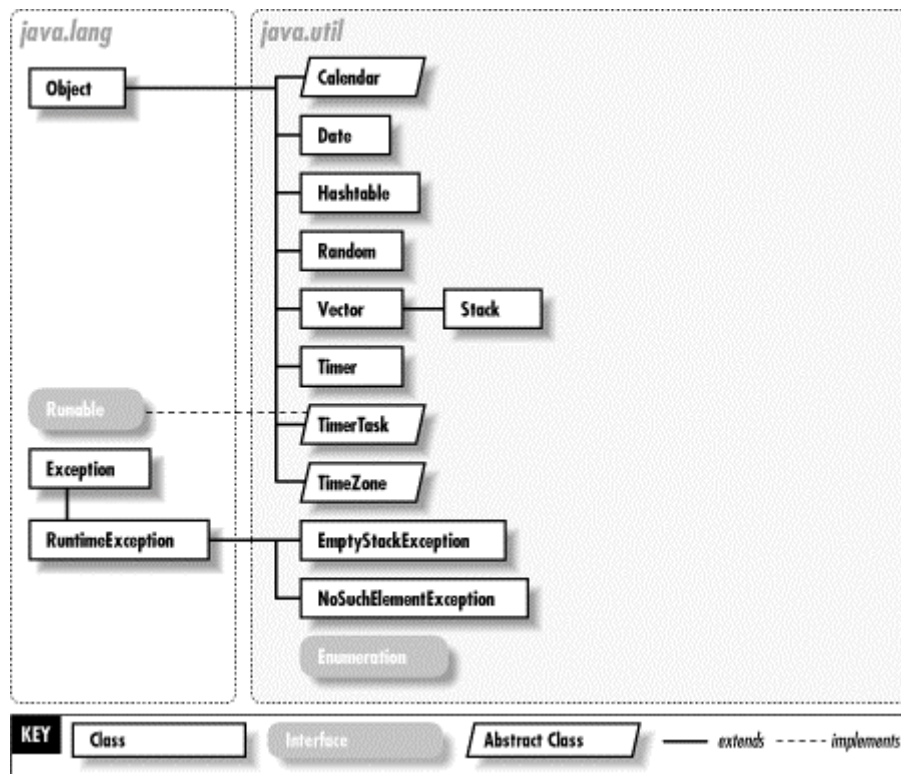 java.lang
java.util
Object
Calendar
Date
Hashtable
Random
Vector
Stack
Timer
Runable
TimerTask
Exception
TimeZone
RuntimeException
EmptyStackException
NoSuchElementException
Enumeration
KEY
Class
Interface
Abstract Class
extends
implements